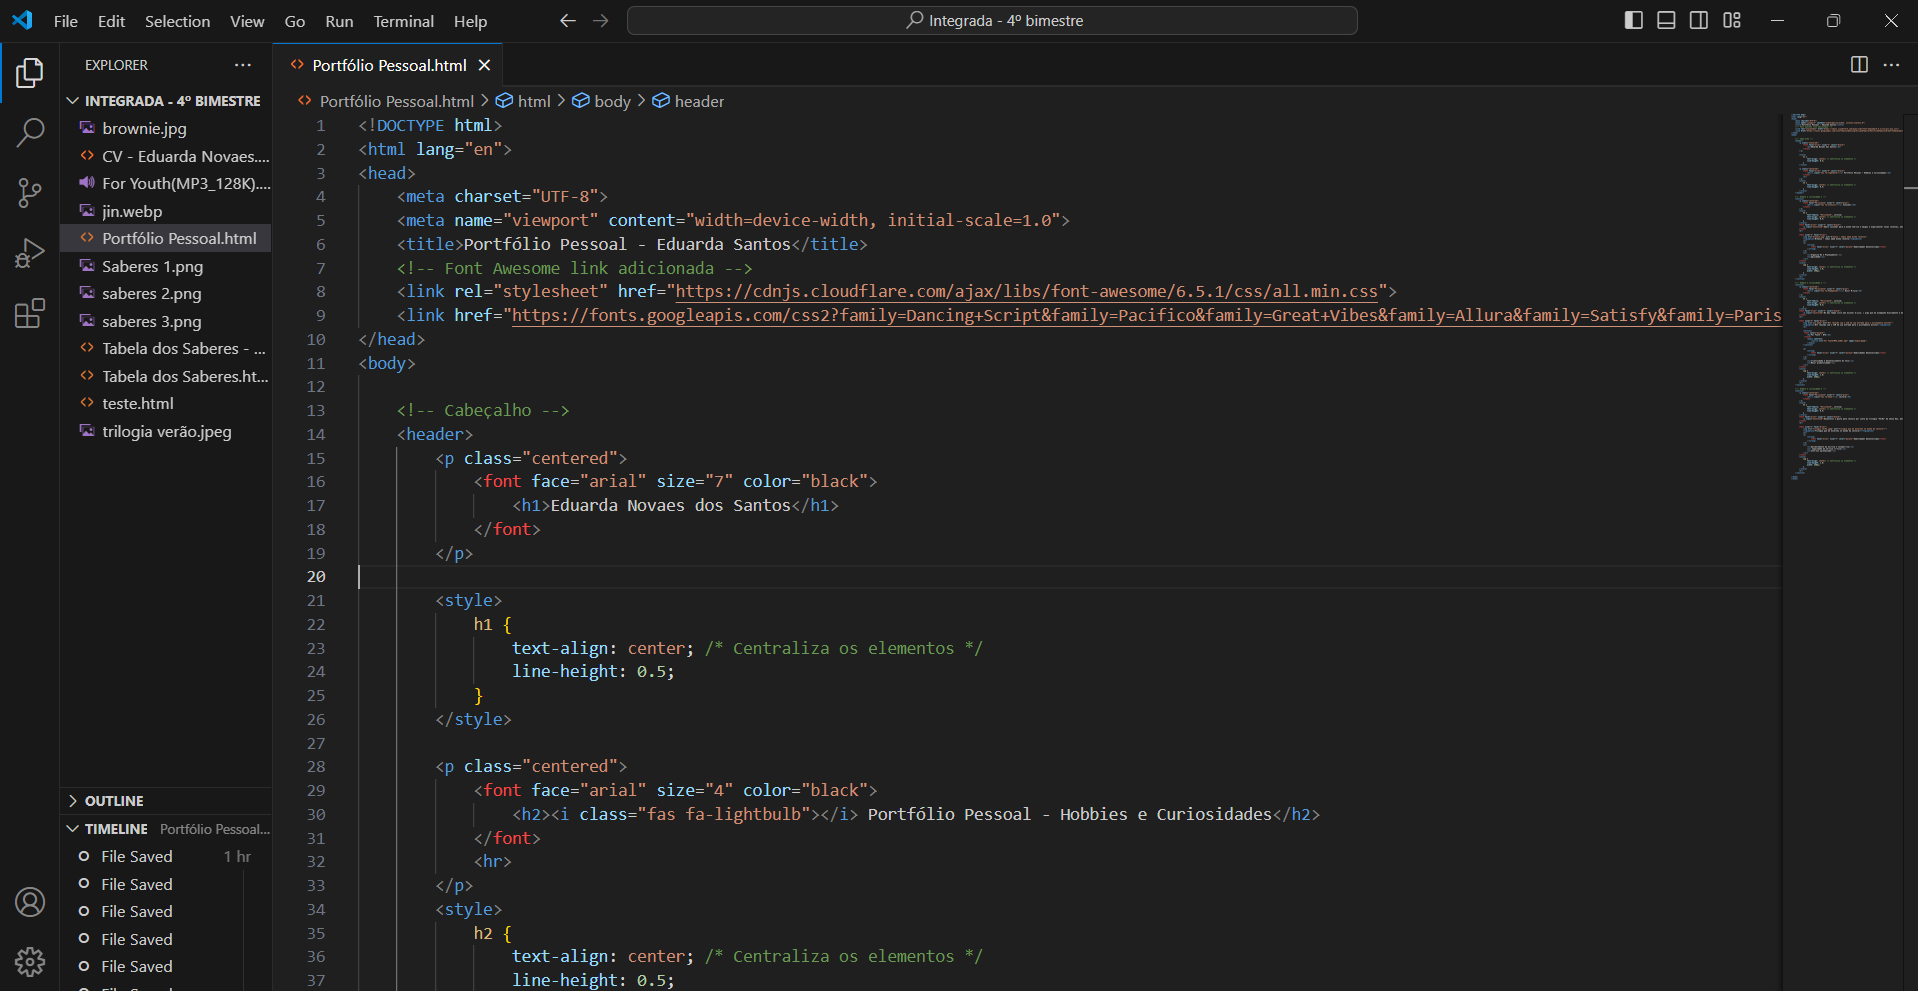 File Edit Selection View Go Run Terminal Help
Integrada - 4º bimestre
EXPLORER
INTEGRADA - 4º BIMESTRE
brownie.jpg
CV - Eduarda Novaes....
For Youth(MP3_128K)....
jin.webp
Portfólio Pessoal.html
Saberes 1.png
saberes 2.png
saberes 3.png
Tabela dos Saberes - ...
Tabela dos Saberes.ht...
teste.html
trilogia verão.jpeg
OUTLINE
TIMELINE Portfólio Pessoal...
File Saved 1 hr
File Saved
File Saved
File Saved
File Saved
Portfólio Pessoal.html
Portfólio Pessoal.html > html > body > header
1 <!DOCTYPE html>
2 <html lang="en">
3 <head>
4 <meta charset="UTF-8">
5 <meta name="viewport" content="width=device-width, initial-scale=1.0">
6 <title>Portfólio Pessoal - Eduarda Santos</title>
7 <!-- Font Awesome link adicionada -->
8 <link rel="stylesheet" href="https://cdnjs.cloudflare.com/ajax/libs/font-awesome/6.5.1/css/all.min.css">
9 <link href="https://fonts.googleapis.com/css2?family=Dancing+Script&family=Pacifico&family=Great+Vibes&family=Allura&family=Satisfy&family=Paris
10 </head>
11 <body>
12
13 <!-- Cabeçalho -->
14 <header>
15 <p class="centered">
16 <font face="arial" size="7" color="black">
17 <h1>Eduarda Novaes dos Santos</h1>
18 </font>
19 </p>
20
21 <style>
22 h1 {
23 text-align: center; /* Centraliza os elementos */
24 line-height: 0.5;
25 }
26 </style>
27
28 <p class="centered">
29 <font face="arial" size="4" color="black">
30 <h2><i class="fas fa-lightbulb"></i> Portfólio Pessoal - Hobbies e Curiosidades</h2>
31 </font>
32 <hr>
33 </p>
34 <style>
35 h2 {
36 text-align: center; /* Centraliza os elementos */
37 line-height: 0.5;